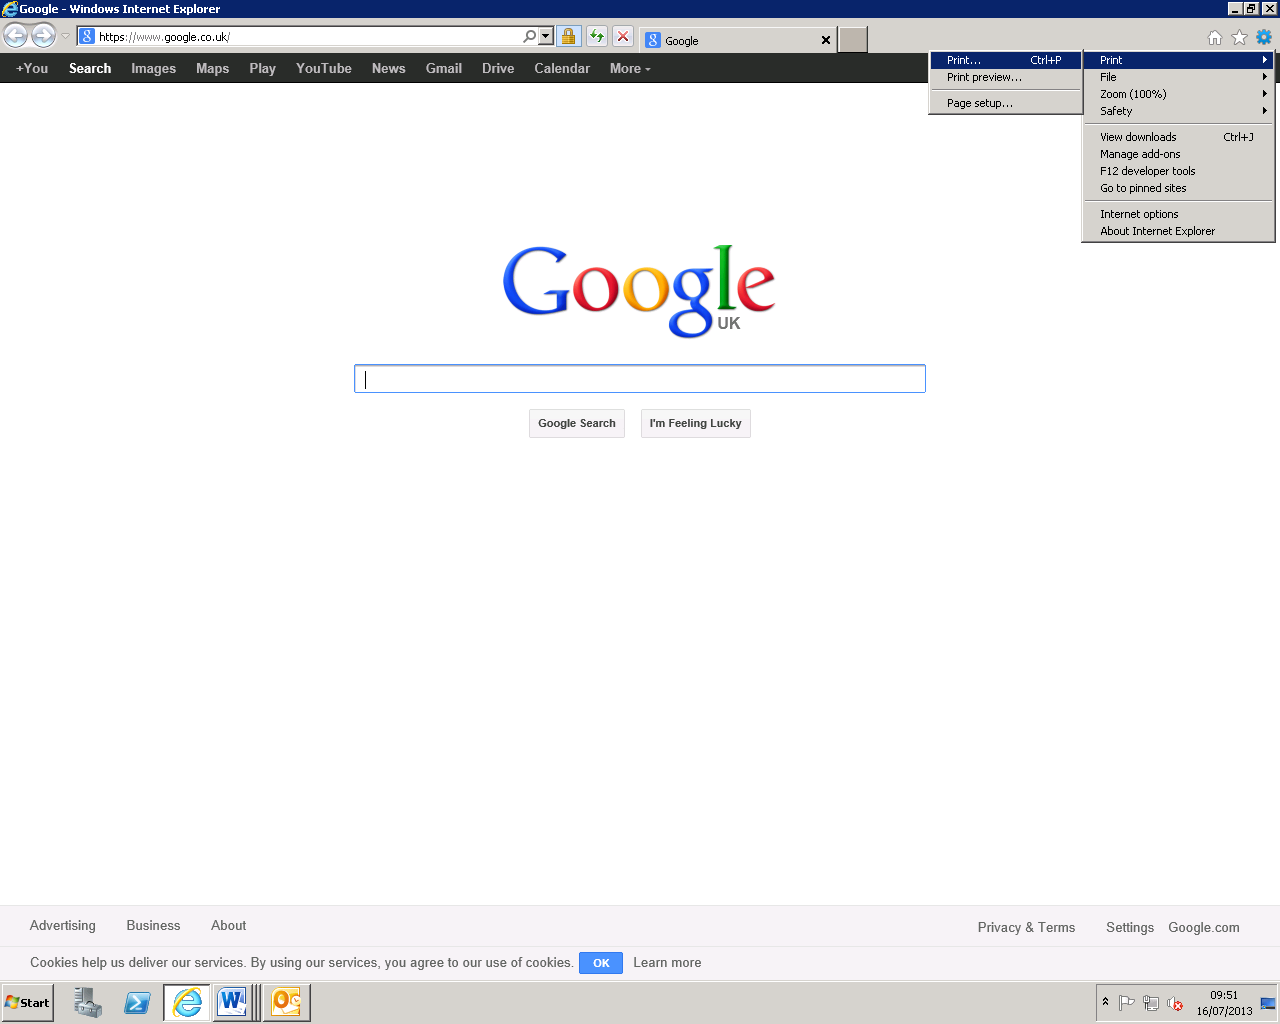 Google - Windows Internet Explorer
https://www.google.co.uk/
Google
+You Search Images Maps Play YouTube News Gmail Drive Calendar More
Print... Ctrl+P
Print preview...
Page setup...
Print
File
Zoom (100%)
Safety
View downloads Ctrl+J
Manage add-ons
F12 developer tools
Go to pinned sites
Internet options
About Internet Explorer
Google
UK
Google Search I'm Feeling Lucky
Advertising Business About Privacy & Terms Settings Google.com
Cookies help us deliver our services. By using our services, you agree to our use of cookies. OK Learn more
Start
09:51
16/07/2013